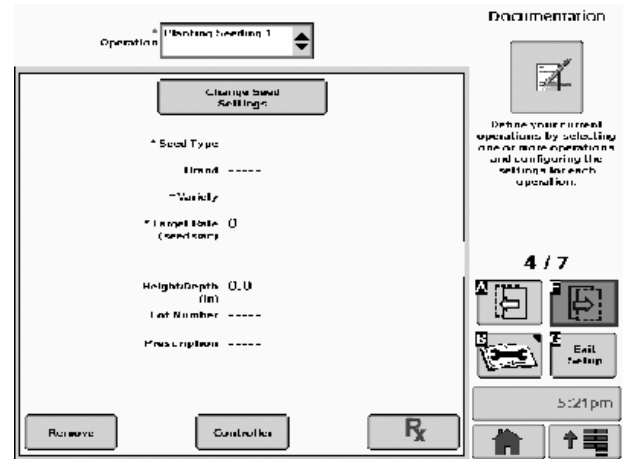 Documentation
*
Operation
Planting Seeding 1
Change Seed
Settings
* Seed Type
Brand -----
*Variety
* Target Rate 0
(seeds/ac)
Height/Depth 0.0
(in)
Lot Number -----
Prescription -----
Remove
Controller
Rx
Define your current
operations by selecting
one or more operations
and configuring the
settings for each
operation.
4 / 7
A
F
B
E
Exit
Setup
5:21pm